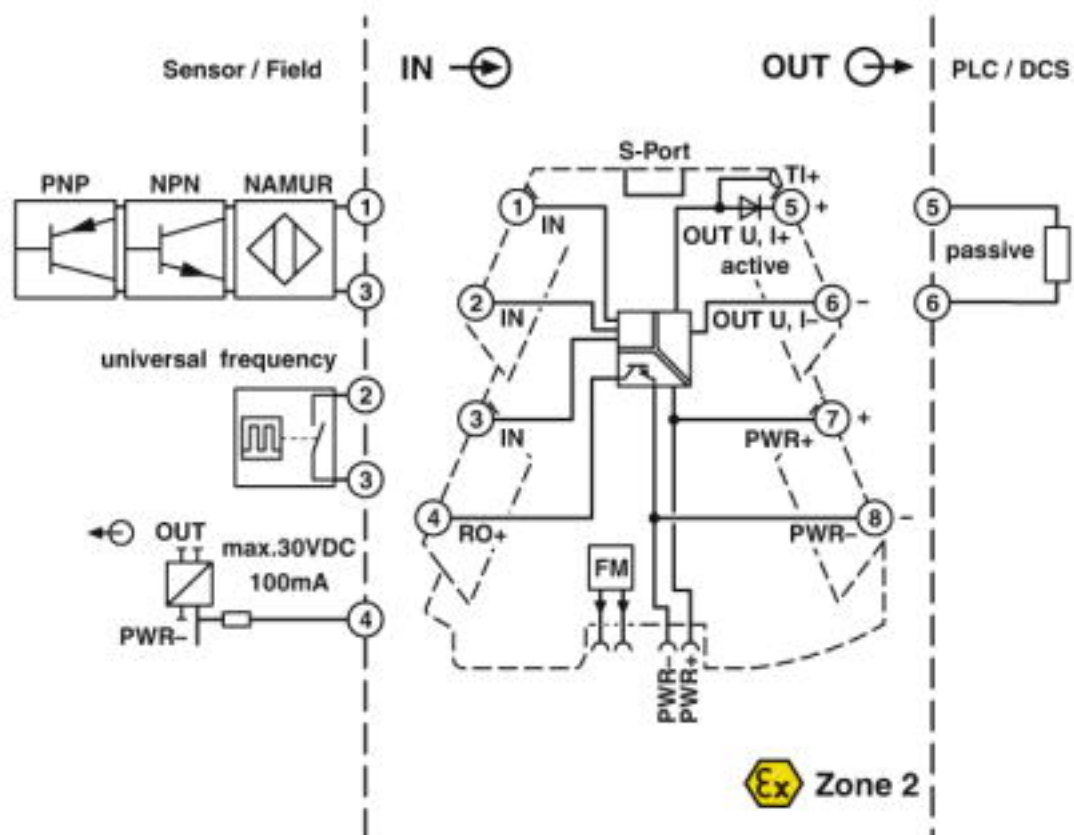 Sensor / Field
IN
OUT
PLC / DCS
S-Port
PNP
NPN
NAMUR
TI+
1
1
IN
5
+
5
OUT U, I+
active
passive
3
2
IN
6
–
OUT U, I–
6
universal frequency
2
3
IN
7
+
PWR+
3
4
RO+
8
–
PWR–
OUT
max.30VDC
100mA
FM
4
PWR–
PWR–
PWR+
Ex
Zone 2